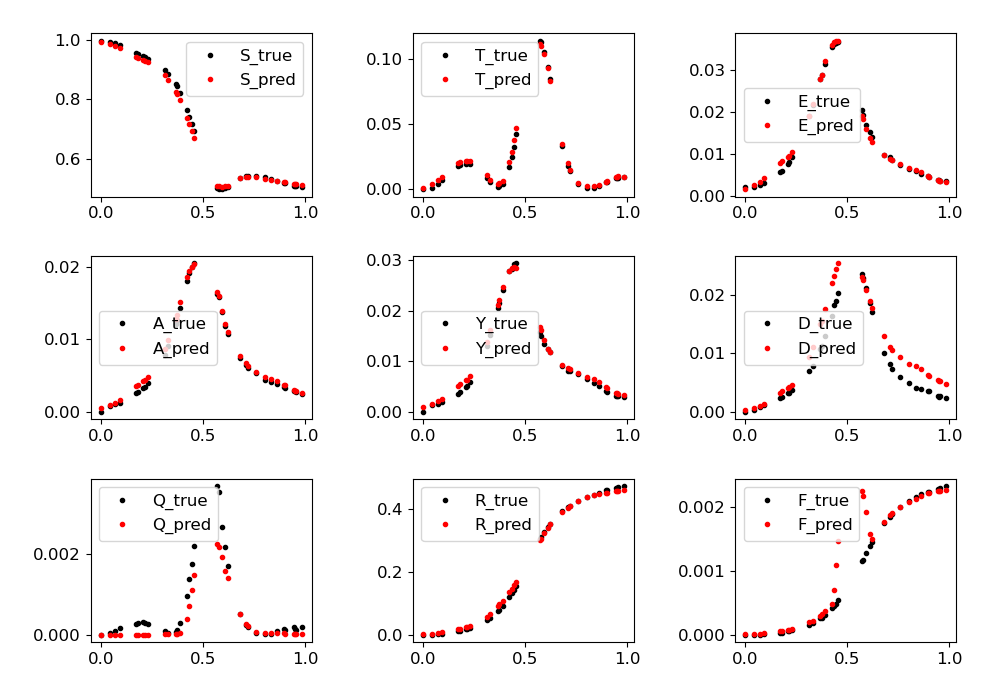 1.0
0.8
0.6
0.0 0.5 1.0
S_true
S_pred
0.10
0.05
0.00
0.0 0.5 1.0
T_true
T_pred
0.03
0.02
0.01
0.00
0.0 0.5 1.0
E_true
E_pred
0.02
0.01
0.00
0.0 0.5 1.0
A_true
A_pred
0.03
0.02
0.01
0.00
0.0 0.5 1.0
Y_true
Y_pred
0.02
0.01
0.00
0.0 0.5 1.0
D_true
D_pred
0.002
0.000
0.0 0.5 1.0
Q_true
Q_pred
0.4
0.2
0.0
0.0 0.5 1.0
R_true
R_pred
0.002
0.001
0.000
0.0 0.5 1.0
F_true
F_pred